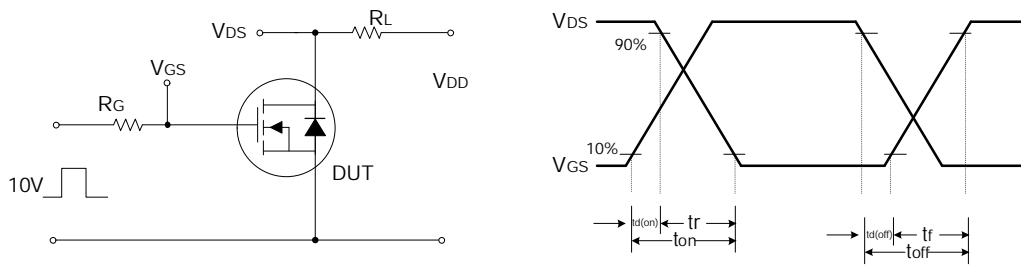 VDS
RL
VGS
VDD
RG
10V
DUT
VDS
90%
10%
VGS
td(on)
tr
ton
td(off)
tf
toff